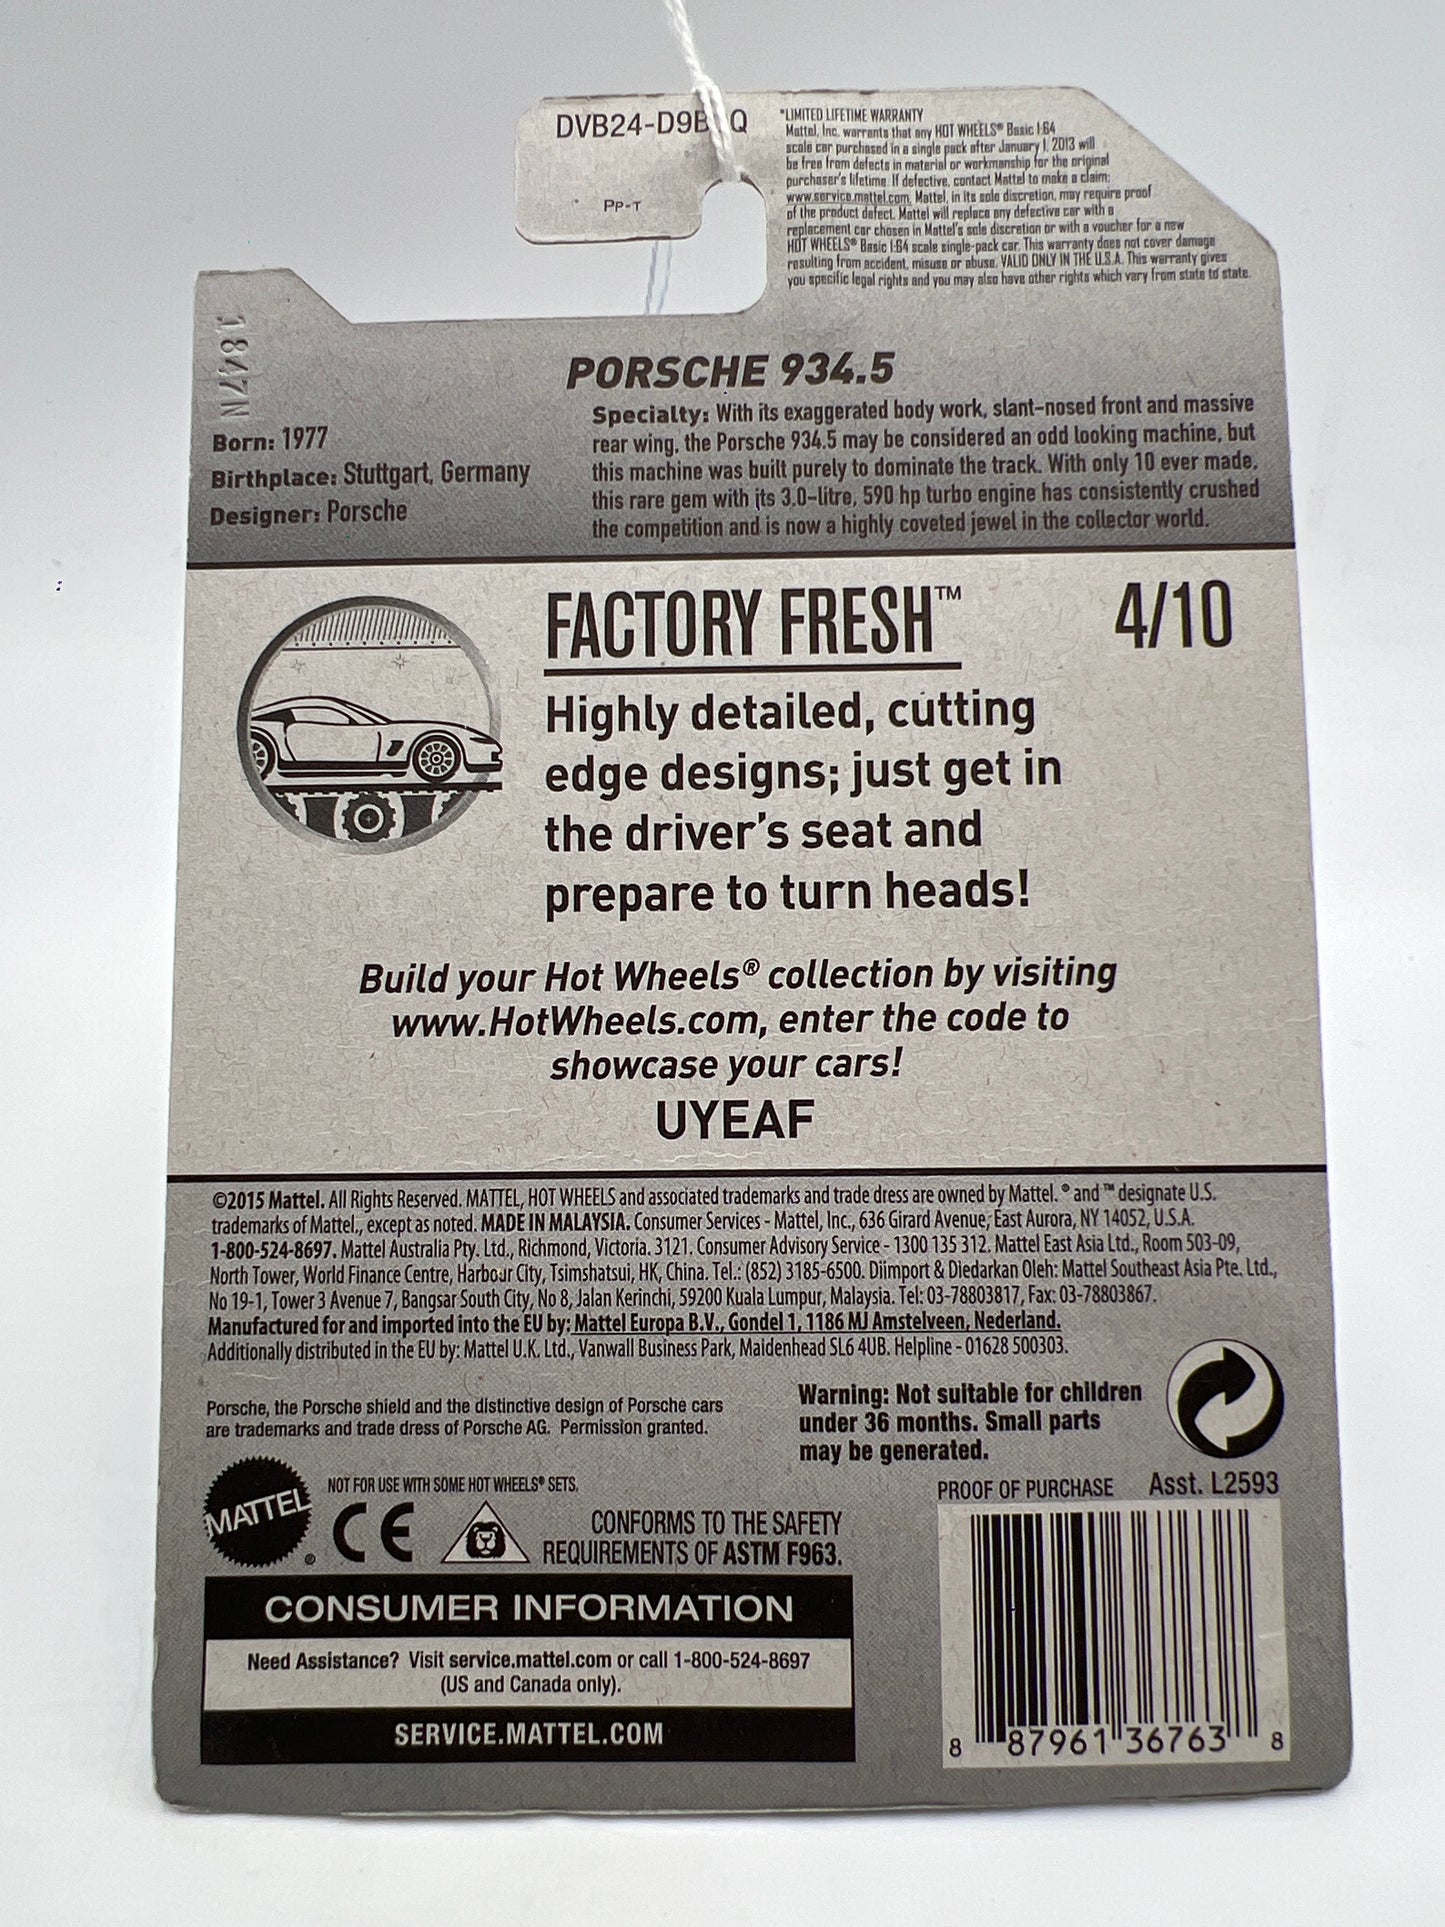 DVB24-D9B Q
PP-T
*LIMITED LIFETIME WARRANTY
Mattel, Inc. warrants that any HOT WHEELS® Basic 1:64
scale car purchased in a single pack after January 1, 2013 will
be free from defects in material or workmanship for the original
purchaser's lifetime. If defective, contact Mattel to make a claim;
www.service.mattel.com. Mattel, in its sole discretion, may require proof
of the product defect. Mattel will replace any defective car with a
replacement car chosen in Mattel's sole discretion or with a voucher for a new
HOT WHEELS® Basic 1:64 scale single-pack car. This warranty does not cover damage
resulting from accident, misuse or abuse. VALID ONLY IN THE U.S.A. This warranty gives
you specific legal rights and you may also have other rights which vary from state to state.
PORSCHE 934.5
Born: 1977
Birthplace: Stuttgart, Germany
Designer: Porsche
Specialty: With its exaggerated body work, slant-nosed front and massive
rear wing, the Porsche 934.5 may be considered an odd looking machine, but
this machine was built purely to dominate the track. With only 10 ever made,
this rare gem with its 3.0-litre, 590 hp turbo engine has consistently crushed
the competition and is now a highly coveted jewel in the collector world.
FACTORY FRESH™ 4/10
Highly detailed, cutting
edge designs; just get in
the driver's seat and
prepare to turn heads!
Build your Hot Wheels® collection by visiting
www.HotWheels.com, enter the code to
showcase your cars!
UYEAF
©2015 Mattel. All Rights Reserved. MATTEL, HOT WHEELS and associated trademarks and trade dress are owned by Mattel. ® and ™ designate U.S.
trademarks of Mattel., except as noted. MADE IN MALAYSIA. Consumer Services - Mattel, Inc., 636 Girard Avenue, East Aurora, NY 14052, U.S.A.
1-800-524-8697. Mattel Australia Pty. Ltd., Richmond, Victoria. 3121. Consumer Advisory Service - 1300 135 312. Mattel East Asia Ltd., Room 503-09,
North Tower, World Finance Centre, Harbour City, Tsimshatsui, HK, China. Tel.: (852) 3185-6500. Diimport & Diedarkan Oleh: Mattel Southeast Asia Pte. Ltd.,
No 19-1, Tower 3 Avenue 7, Bangsar South City, No 8, Jalan Kerinchi, 59200 Kuala Lumpur, Malaysia. Tel: 03-78803817, Fax: 03-78803867.
Manufactured for and imported into the EU by: Mattel Europa B.V., Gondel 1, 1186 MJ Amstelveen, Nederland.
Additionally distributed in the EU by: Mattel U.K. Ltd., Vanwall Business Park, Maidenhead SL6 4UB. Helpline - 01628 500303.
Porsche, the Porsche shield and the distinctive design of Porsche cars
are trademarks and trade dress of Porsche AG. Permission granted.
Warning: Not suitable for children
under 36 months. Small parts
may be generated.
MATTEL®
NOT FOR USE WITH SOME HOT WHEELS® SETS.
CE
CONFORMS TO THE SAFETY
REQUIREMENTS OF ASTM F963.
PROOF OF PURCHASE Asst. L2593
CONSUMER INFORMATION
Need Assistance? Visit service.mattel.com or call 1-800-524-8697
(US and Canada only).
SERVICE.MATTEL.COM
8 87961 36763 8